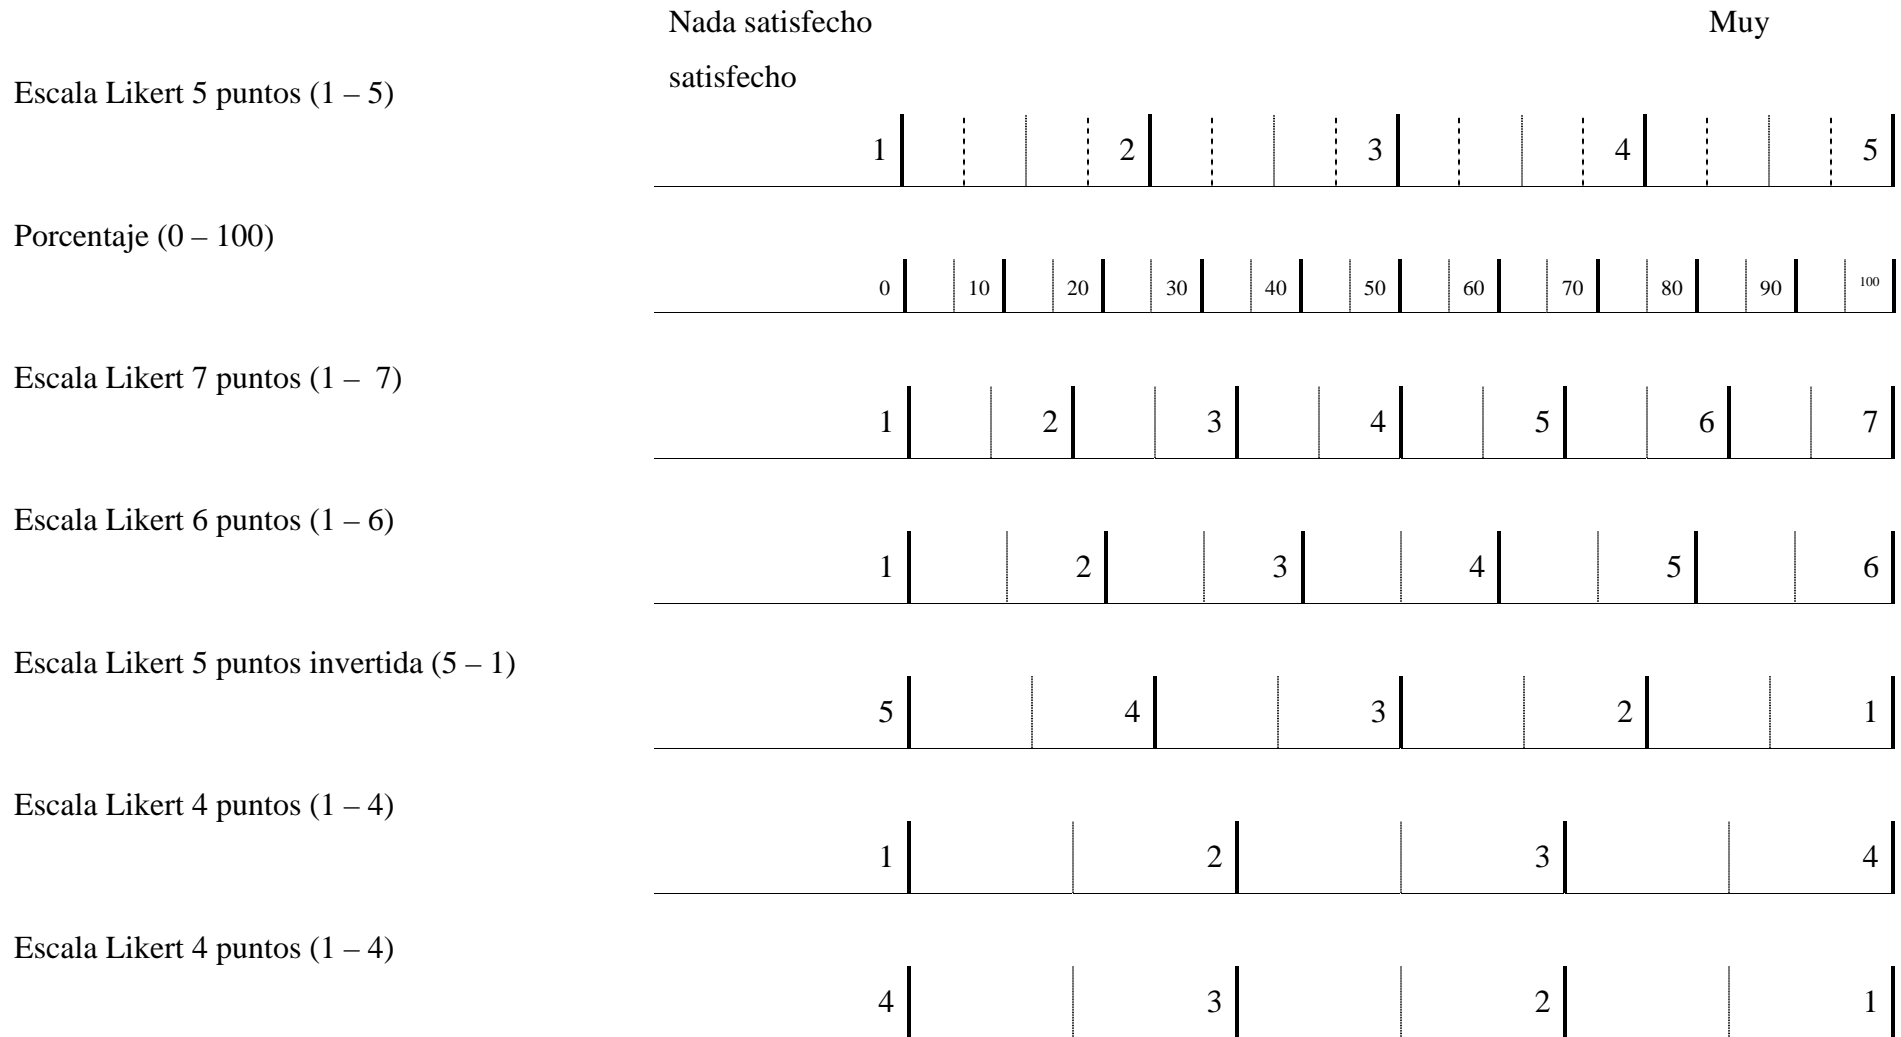 Nada satisfecho Muy
satisfecho
Escala Likert 5 puntos (1 – 5)
1 2 3 4 5
Porcentaje (0 – 100)
0 10 20 30 40 50 60 70 80 90 100
Escala Likert 7 puntos (1 – 7)
1 2 3 4 5 6 7
Escala Likert 6 puntos (1 – 6)
1 2 3 4 5 6
Escala Likert 5 puntos invertida (5 – 1)
5 4 3 2 1
Escala Likert 4 puntos (1 – 4)
1 2 3 4
Escala Likert 4 puntos (1 – 4)
4 3 2 1